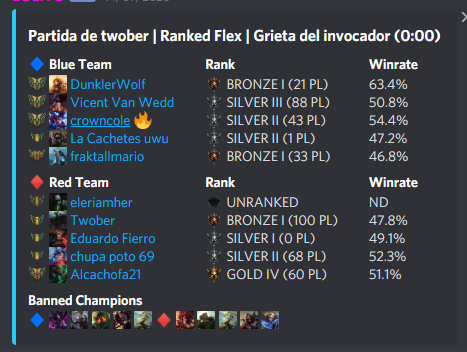 Partida de twober | Ranked Flex | Grieta del invocador (0:00)
Blue Team Rank Winrate
DunklerWolf BRONZE I (21 PL) 63.4%
Vicent Van Wedd SILVER III (88 PL) 50.8%
crowncole SILVER II (43 PL) 54.4%
La Cachetes uwu SILVER II (1 PL) 47.2%
fraktallmario BRONZE I (33 PL) 46.8%
Red Team Rank Winrate
eleriamher UNRANKED ND
Twober BRONZE I (100 PL) 47.8%
Eduardo Fierro SILVER I (0 PL) 49.1%
chupa poto 69 SILVER II (68 PL) 52.3%
Alcachofa21 GOLD IV (60 PL) 51.1%
Banned Champions